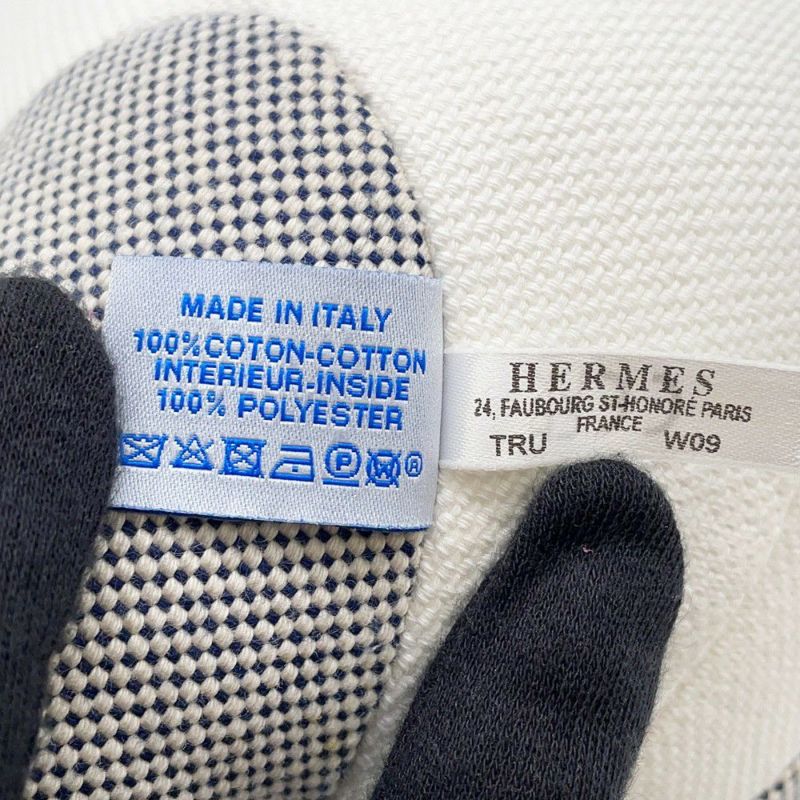 MADE IN ITALY
100%COTON-COTTON
INTERIEUR-INSIDE
100% POLYESTER
P W ®
HERMES
24, FAUBOURG ST-HONORÉ PARIS
FRANCE
TRU W09